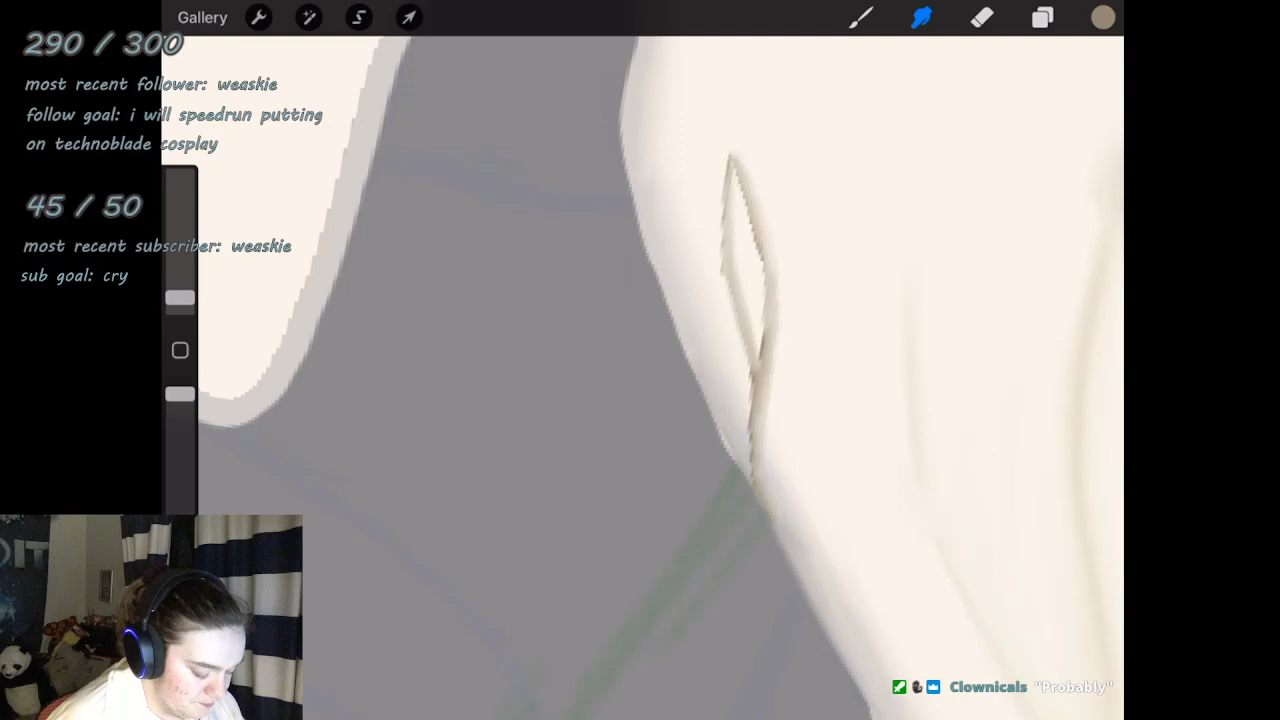 Gallery
290 / 300
most recent follower: weaskie
follow goal: i will speedrun putting
on technoblade cosplay
45 / 50
most recent subscriber: weaskie
sub goal: cry
Clownicals "Probably"